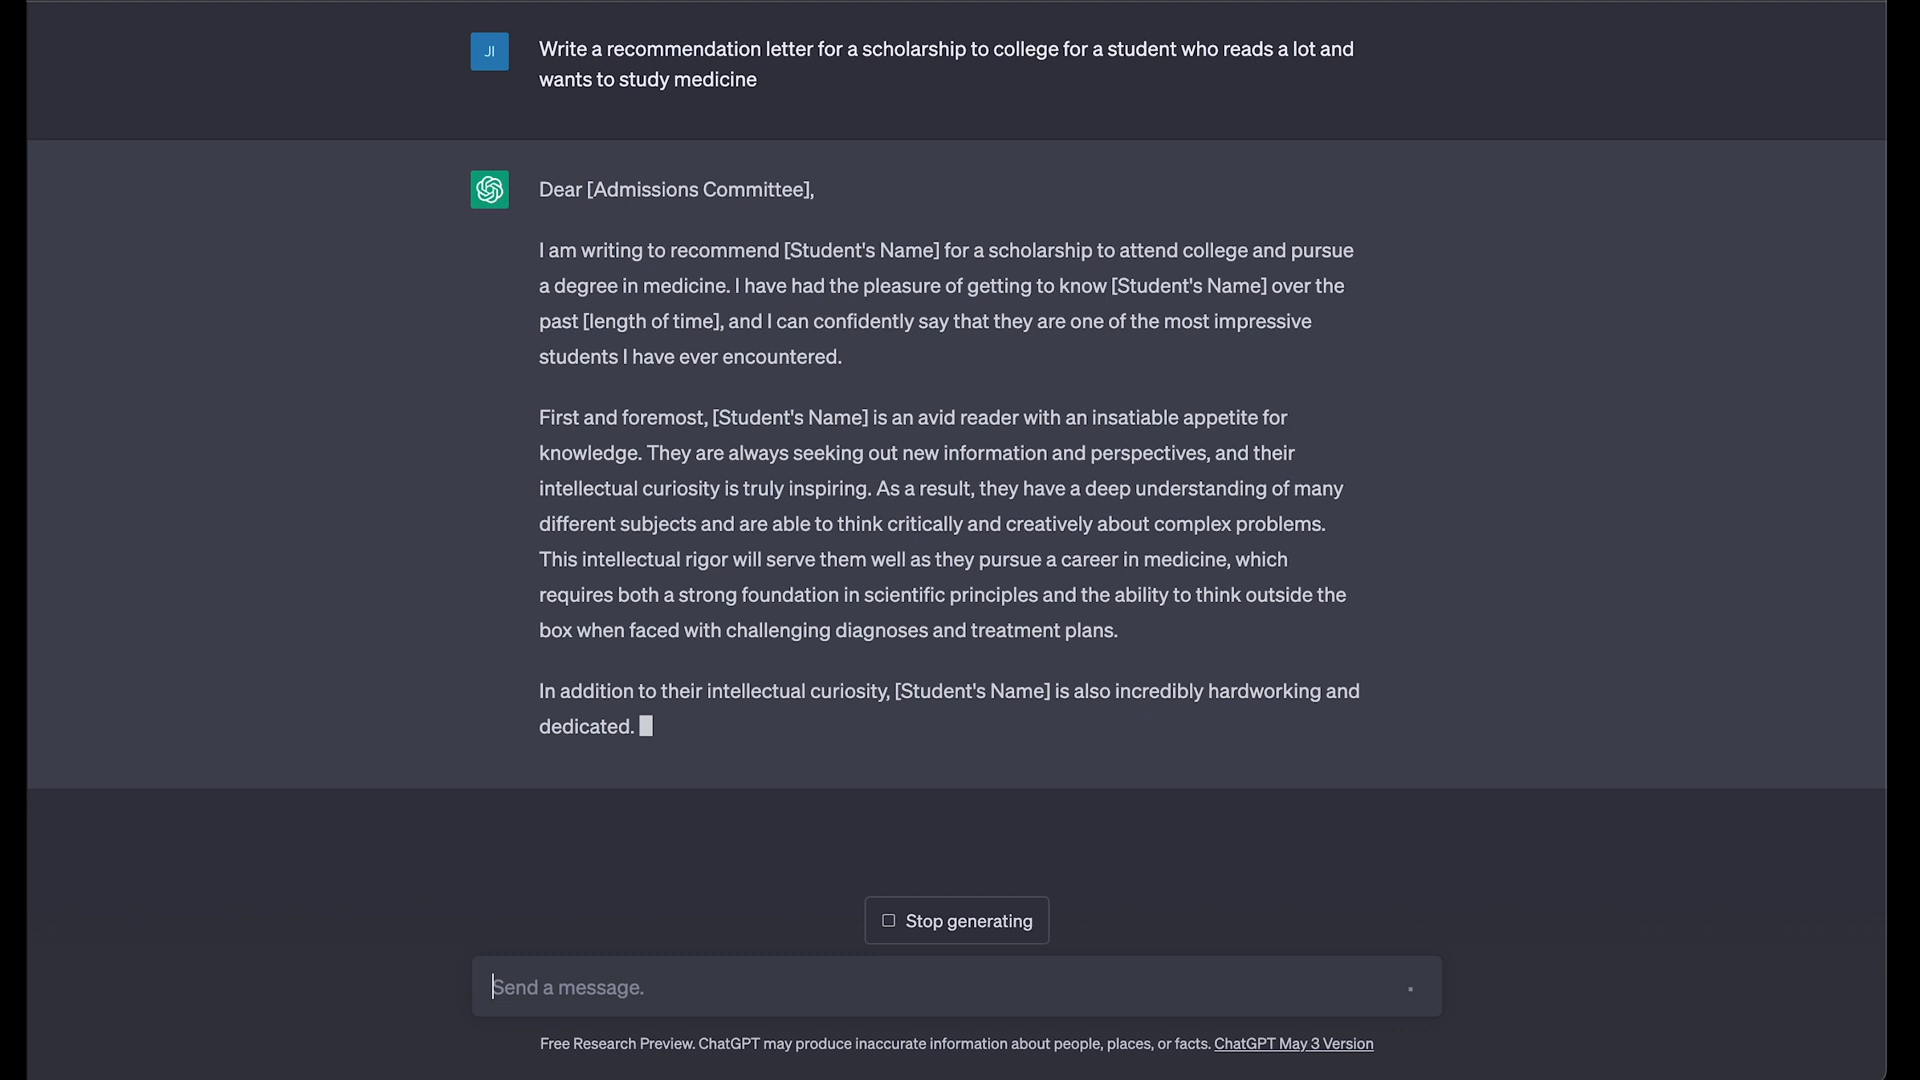 JI
Write a recommendation letter for a scholarship to college for a student who reads a lot and
wants to study medicine
Dear [Admissions Committee],
I am writing to recommend [Student's Name] for a scholarship to attend college and pursue
a degree in medicine. I have had the pleasure of getting to know [Student's Name] over the
past [length of time], and I can confidently say that they are one of the most impressive
students I have ever encountered.
First and foremost, [Student's Name] is an avid reader with an insatiable appetite for
knowledge. They are always seeking out new information and perspectives, and their
intellectual curiosity is truly inspiring. As a result, they have a deep understanding of many
different subjects and are able to think critically and creatively about complex problems.
This intellectual rigor will serve them well as they pursue a career in medicine, which
requires both a strong foundation in scientific principles and the ability to think outside the
box when faced with challenging diagnoses and treatment plans.
In addition to their intellectual curiosity, [Student's Name] is also incredibly hardworking and
dedicated.
Stop generating
Send a message.
Free Research Preview. ChatGPT may produce inaccurate information about people, places, or facts. ChatGPT May 3 Version